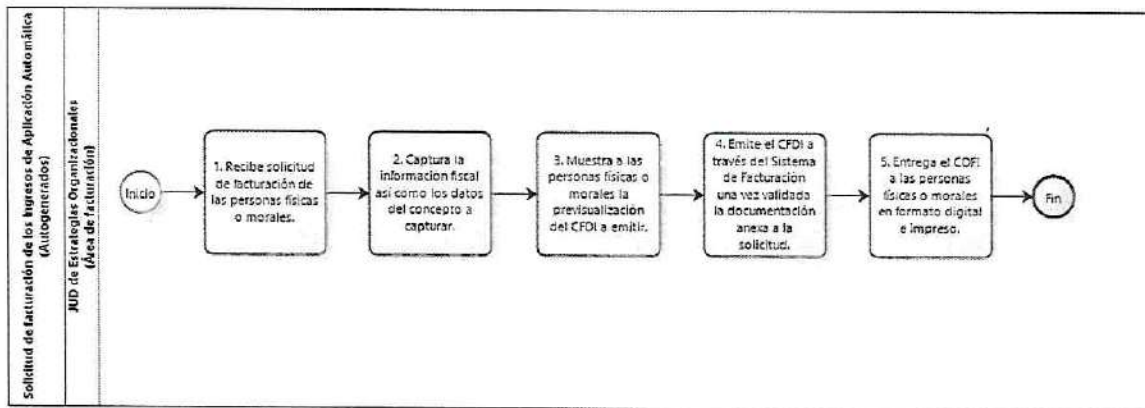 Solicitud de facturación de los Ingresos de Aplicación Automática
(Autogenerados)
JUD de Estrategias Organizacionales
(Área de facturación)
Inicio
1. Recibe solicitud
de facturación de
las personas físicas
o morales.
2. Captura la
informacion fiscal
así como los datos
del concepto a
capturar.
3. Muestra a las
personas físicas o
morales la
previsualización
del CFDI a emitir.
4. Emite el CFDI a
través del Sistema
de Facturación
una vez validada
la documentación
anexa a la
solicitud.
5. Entrega el CDFI
a las personas
físicas o morales
en formato digital
e impreso.
Fin